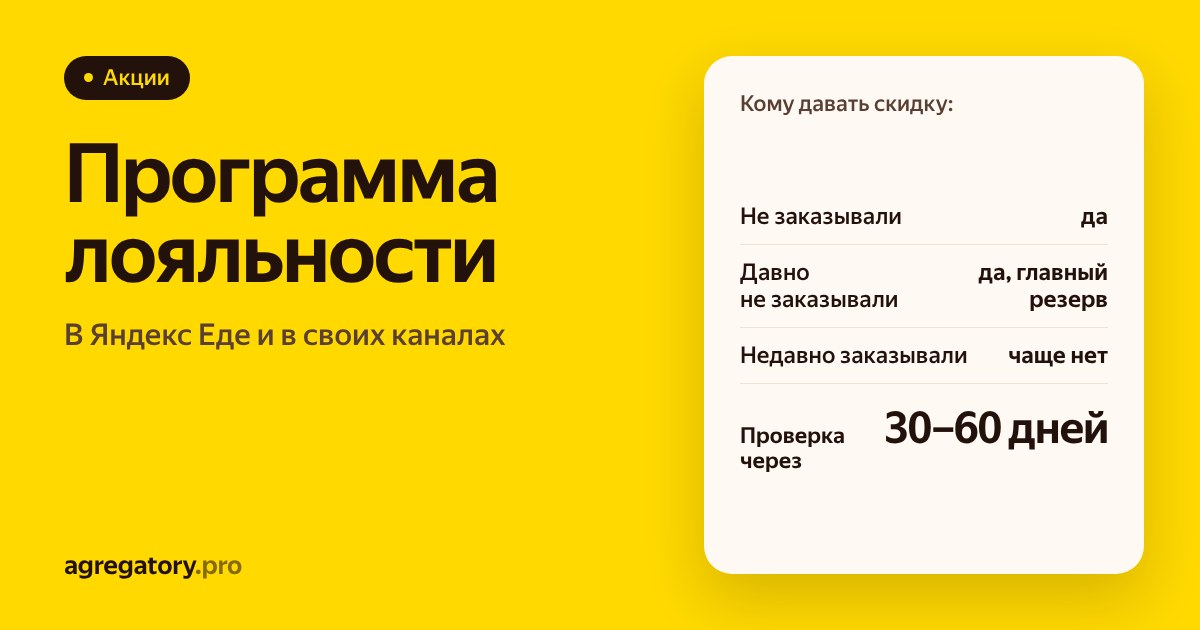 Акции
Программа
лояльности
В Яндекс Еде и в своих каналах
agregatory.pro
Кому давать скидку:
Не заказывали да
Давно
не заказывали
да, главный
резерв
Недавно заказывали чаще нет
Проверка
через
30–60 дней